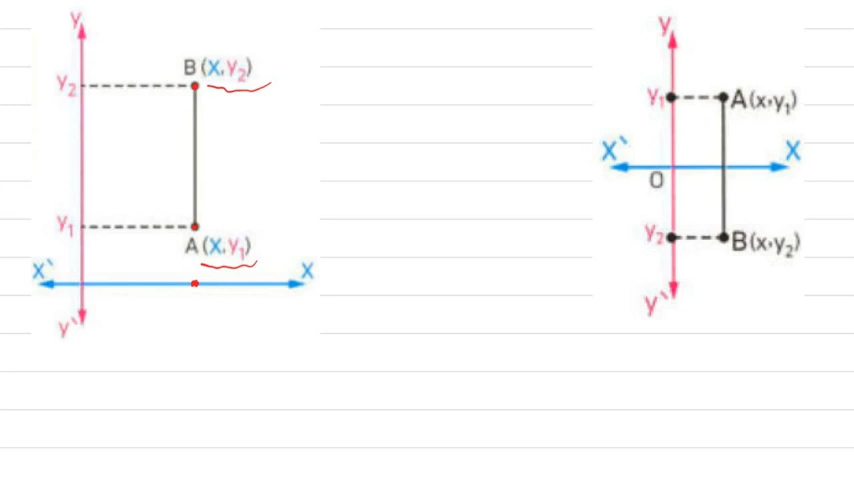 y
B (x,y₂)
y₂
y₁
A (x,y₁)
x` x
y`
y
y₁ A(x,y₁)
x` x
O
y₂ B(x,y₂)
y`